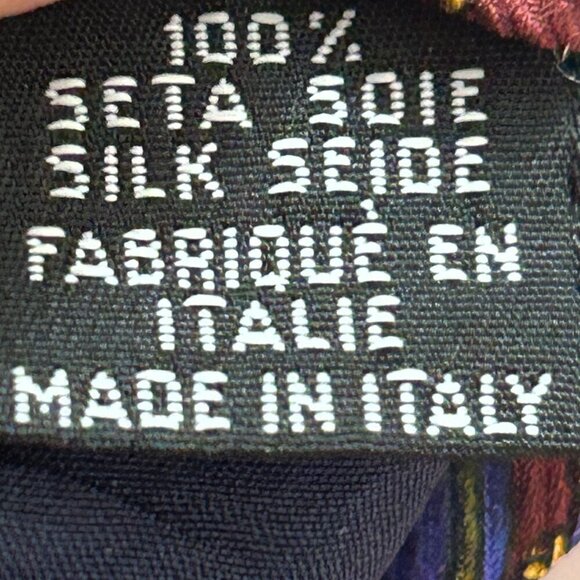 100%
SETA SOIE
SILK SEIDE
FABRIQUÉ EN
ITALIE
MADE IN ITALY